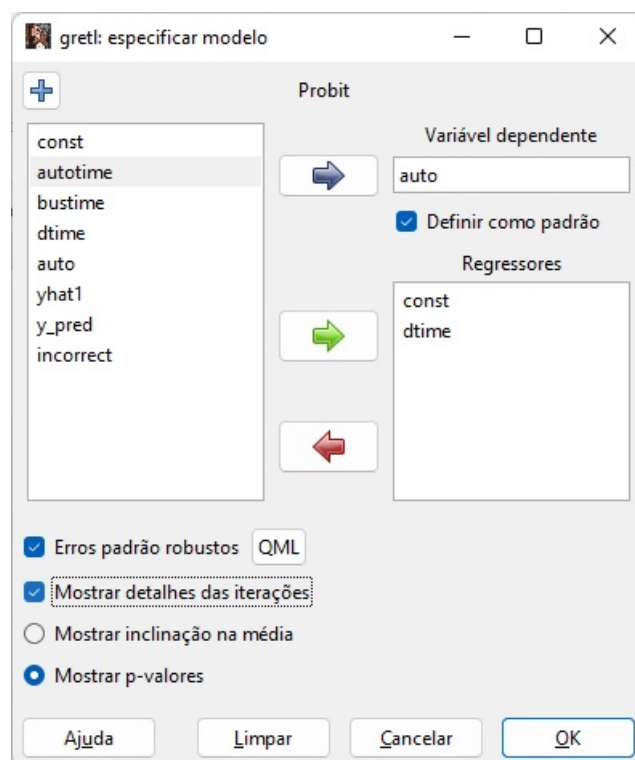 gretl: especificar modelo
Probit
const
autotime
bustime
dtime
auto
yhat1
y_pred
incorrect
Variável dependente
auto
Definir como padrão
Regressores
const
dtime
Erros padrão robustos QML
Mostrar detalhes das iterações
Mostrar inclinação na média
Mostrar p-valores
Ajuda Limpar Cancelar OK